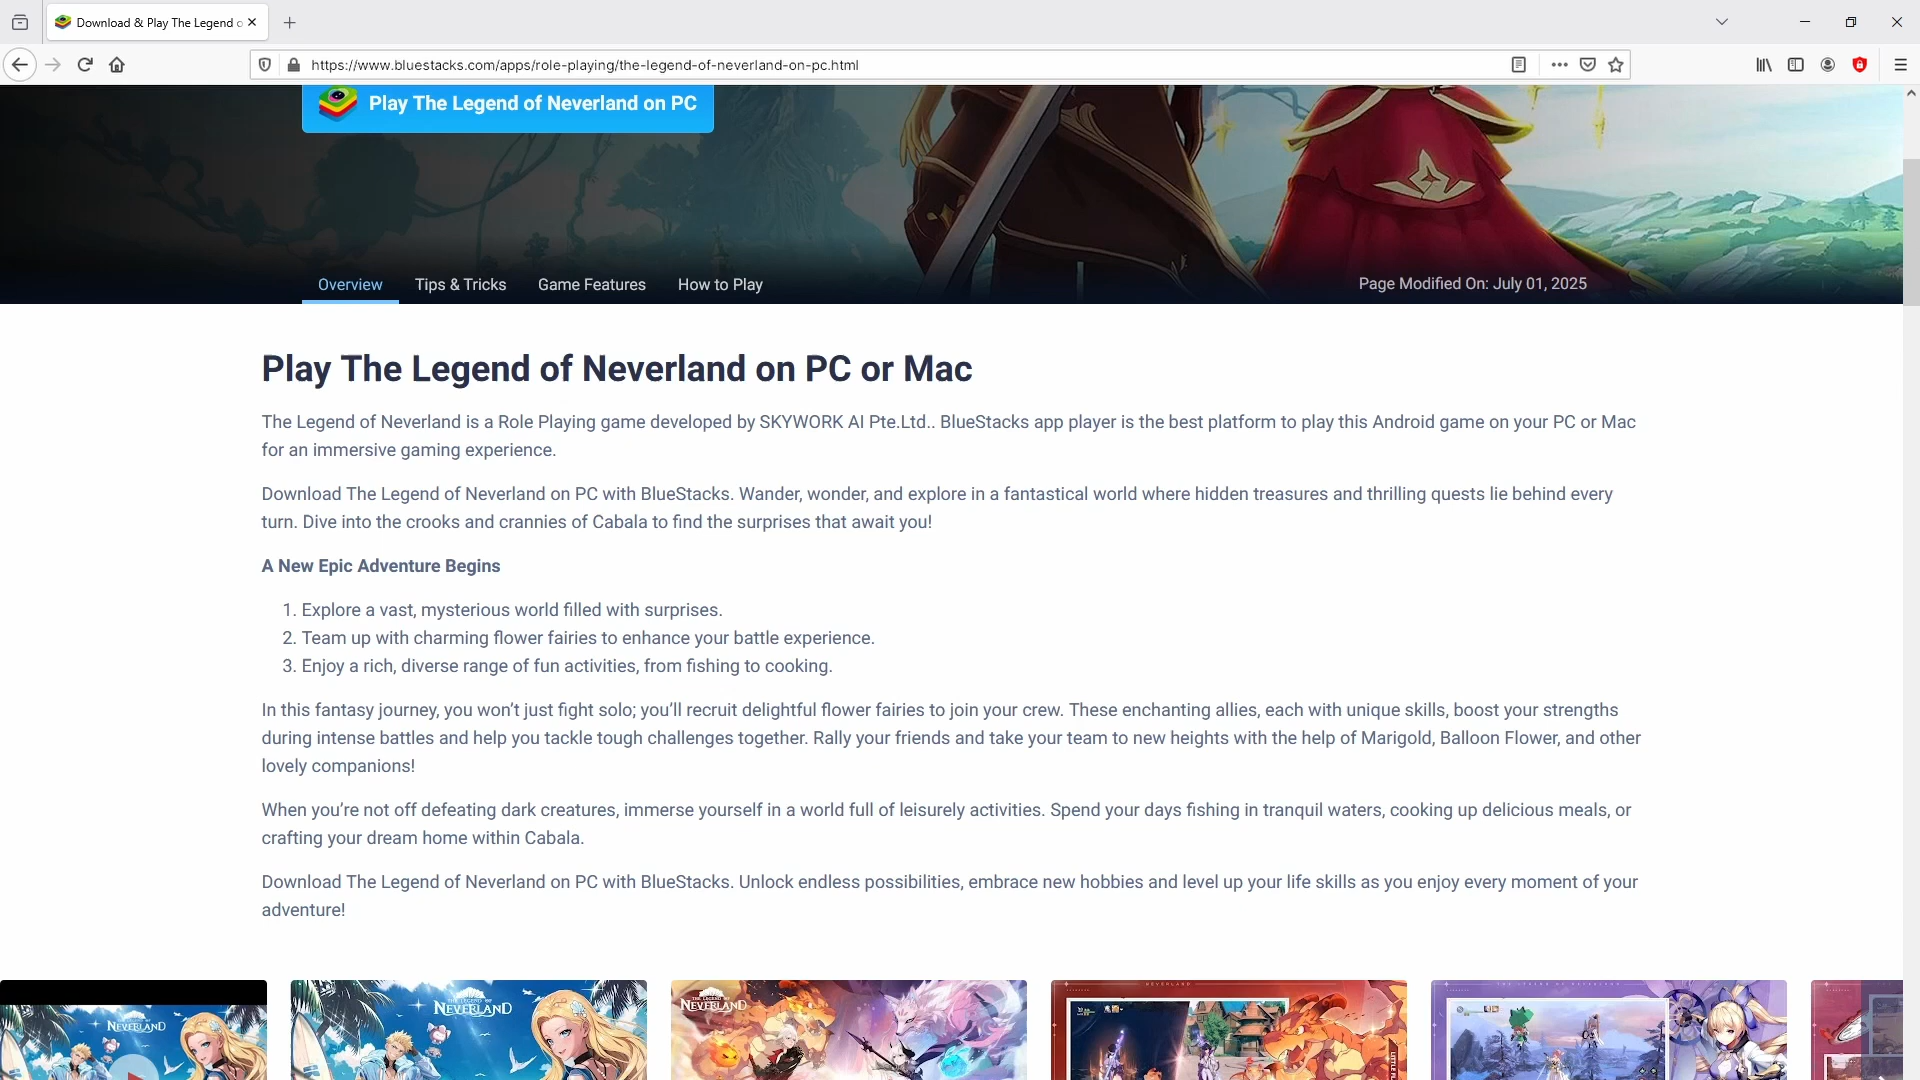 Download & Play The Legend o
https://www.bluestacks.com/apps/role-playing/the-legend-of-neverland-on-pc.html
Play The Legend of Neverland on PC
Overview
Tips & Tricks
Game Features
How to Play
Page Modified On: July 01, 2025
Play The Legend of Neverland on PC or Mac
The Legend of Neverland is a Role Playing game developed by SKYWORK AI Pte.Ltd.. BlueStacks app player is the best platform to play this Android game on your PC or Mac
for an immersive gaming experience.
Download The Legend of Neverland on PC with BlueStacks. Wander, wonder, and explore in a fantastical world where hidden treasures and thrilling quests lie behind every
turn. Dive into the crooks and crannies of Cabala to find the surprises that await you!
A New Epic Adventure Begins
1. Explore a vast, mysterious world filled with surprises.
2. Team up with charming flower fairies to enhance your battle experience.
3. Enjoy a rich, diverse range of fun activities, from fishing to cooking.
In this fantasy journey, you won’t just fight solo; you’ll recruit delightful flower fairies to join your crew. These enchanting allies, each with unique skills, boost your strengths
during intense battles and help you tackle tough challenges together. Rally your friends and take your team to new heights with the help of Marigold, Balloon Flower, and other
lovely companions!
When you’re not off defeating dark creatures, immerse yourself in a world full of leisurely activities. Spend your days fishing in tranquil waters, cooking up delicious meals, or
crafting your dream home within Cabala.
Download The Legend of Neverland on PC with BlueStacks. Unlock endless possibilities, embrace new hobbies and level up your life skills as you enjoy every moment of your
adventure!
NEVERLAND
THE LEGEND OF
NEVERLAND
NEVERLAND
NEVERLAND